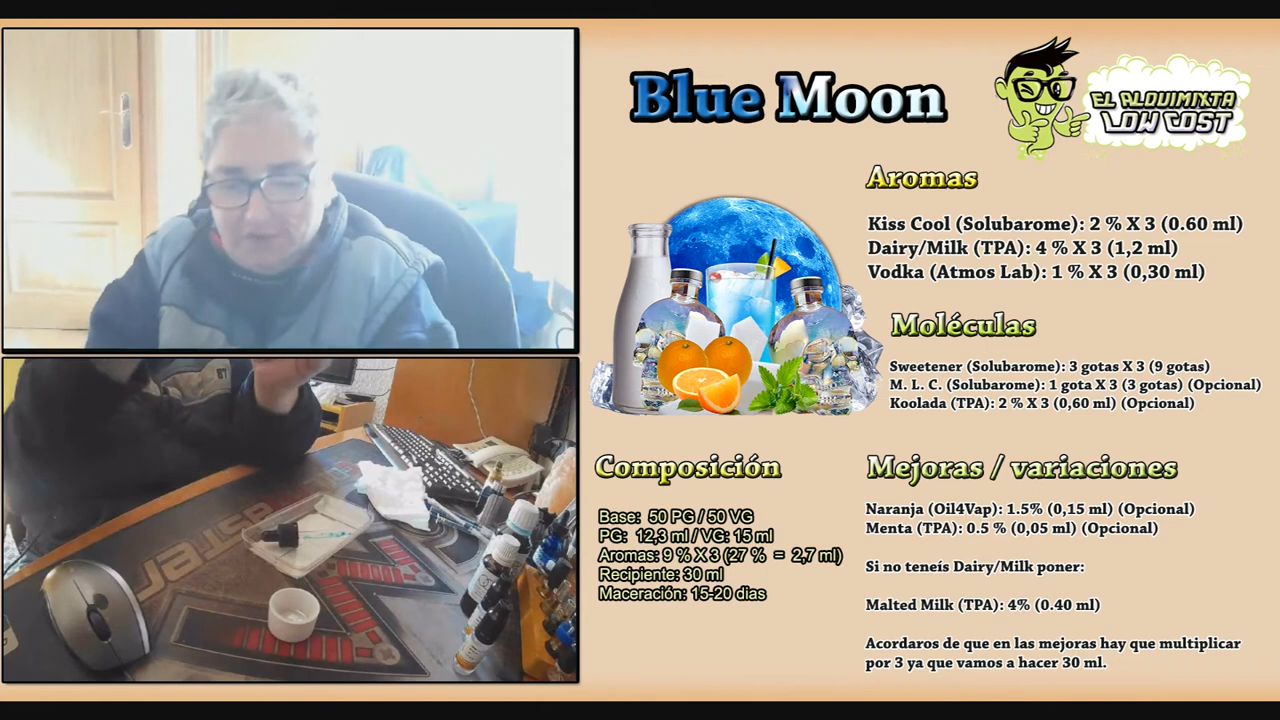 Blue Moon
EL ALQUIMIXTA
LOW COST
Aromas
Kiss Cool (Solubarome): 2 % X 3 (0.60 ml)
Dairy/Milk (TPA): 4 % X 3 (1,2 ml)
Vodka (Atmos Lab): 1 % X 3 (0,30 ml)
Moléculas
Sweetener (Solubarome): 3 gotas X 3 (9 gotas)
M. L. C. (Solubarome): 1 gota X 3 (3 gotas) (Opcional)
Koolada (TPA): 2 % X 3 (0,60 ml) (Opcional)
Composición
Base: 50 PG / 50 VG
PG: 12,3 ml / VG: 15 ml
Aromas: 9 % X 3 (27 % = 2,7 ml)
Recipiente: 30 ml
Maceración: 15-20 dias
Mejoras / variaciones
Naranja (Oil4Vap): 1.5% (0,15 ml) (Opcional)
Menta (TPA): 0.5 % (0,05 ml) (Opcional)
Si no teneís Dairy/Milk poner:
Malted Milk (TPA): 4% (0.40 ml)
Acordaros de que en las mejoras hay que multiplicar
por 3 ya que vamos a hacer 30 ml.